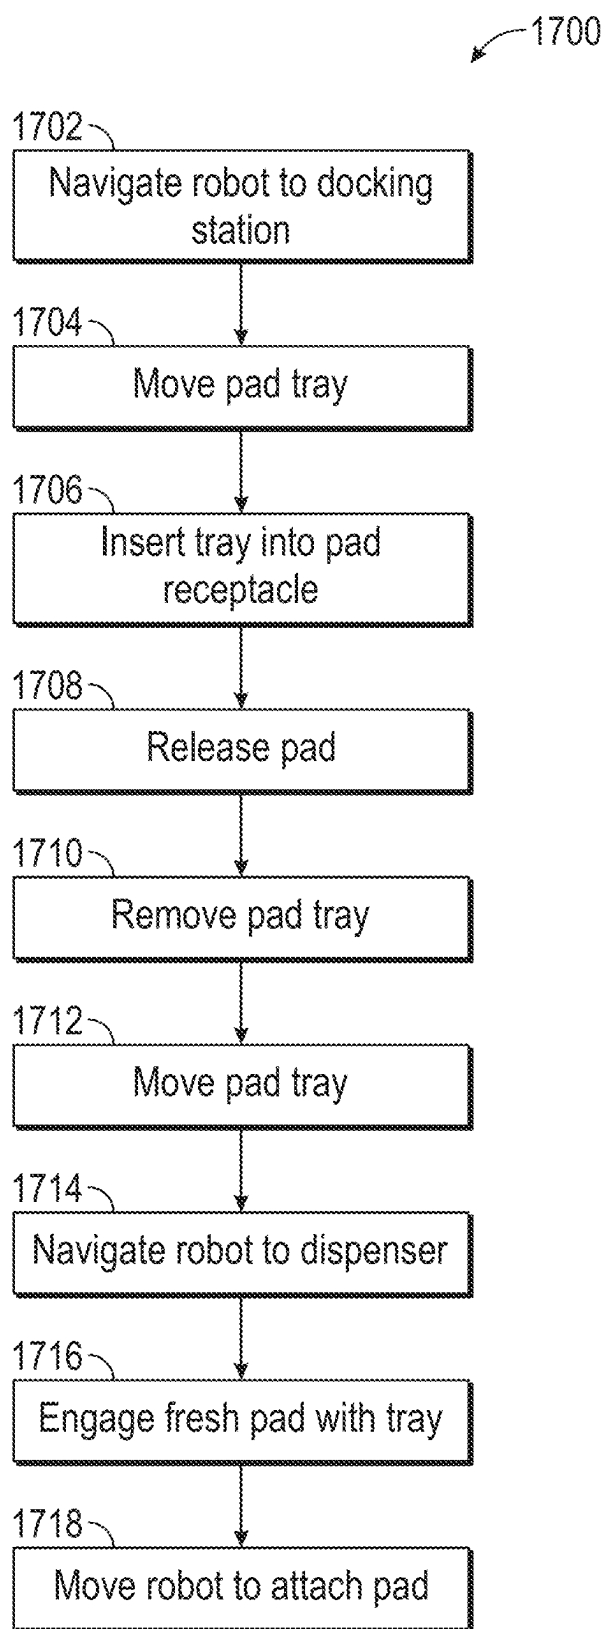 1700
1702
Navigate robot to docking
station
1704
Move pad tray
1706
Insert tray into pad
receptacle
1708
Release pad
1710
Remove pad tray
1712
Move pad tray
1714
Navigate robot to dispenser
1716
Engage fresh pad with tray
1718
Move robot to attach pad